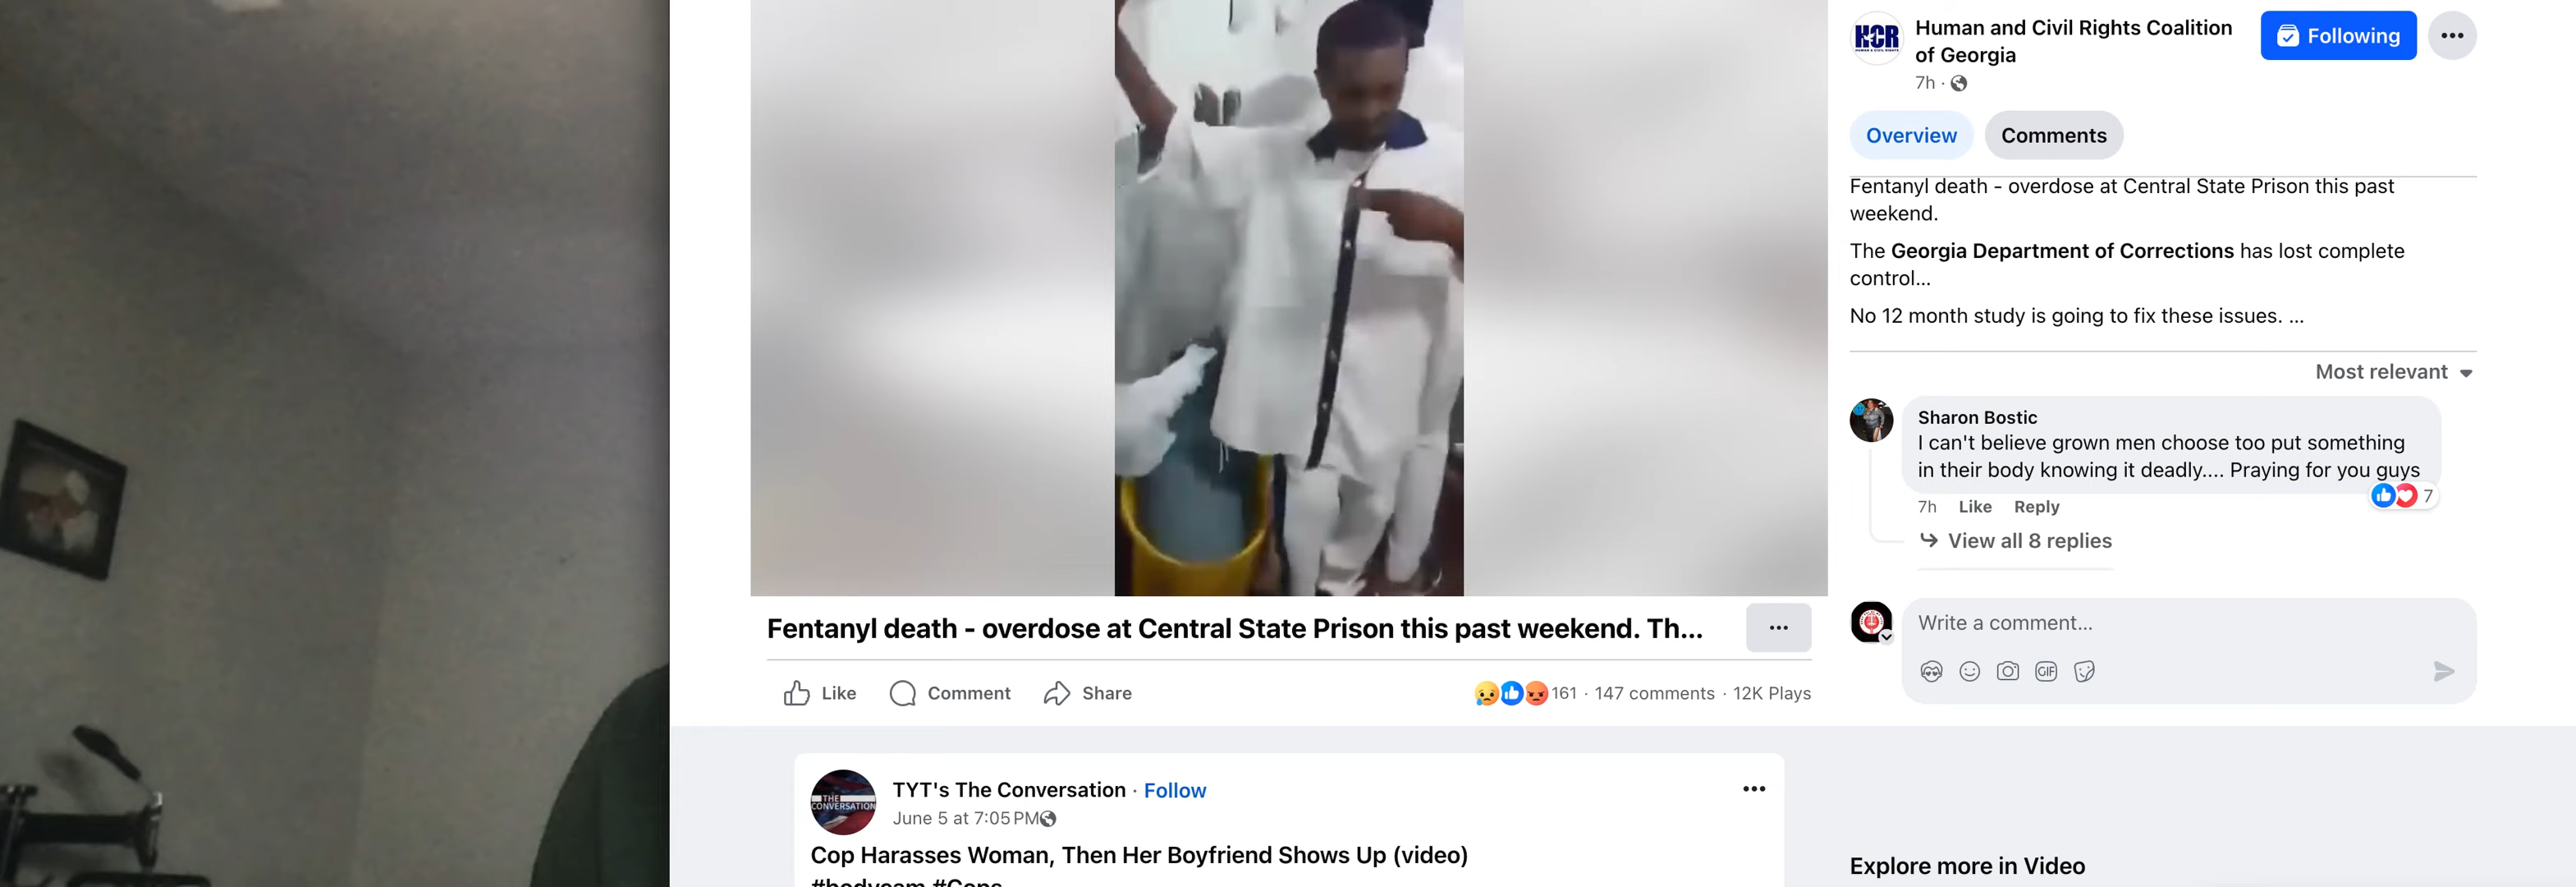 HCR
Human and Civil Rights Coalition
of Georgia
Following
7h ·
Overview
Comments
Fentanyl death - overdose at Central State Prison this past
weekend.
The Georgia Department of Corrections has lost complete
control...
No 12 month study is going to fix these issues. ...
Most relevant
Sharon Bostic
I can't believe grown men choose too put something
in their body knowing it deadly.... Praying for you guys
7
7h Like Reply
View all 8 replies
Write a comment...
GIF
Fentanyl death - overdose at Central State Prison this past weekend. Th...
Like Comment Share
161 · 147 comments · 12K Plays
THE
CONVERSATION
TYT's The Conversation · Follow
June 5 at 7:05 PM
Cop Harasses Woman, Then Her Boyfriend Shows Up (video)
#bodycam #Cops
Explore more in Video